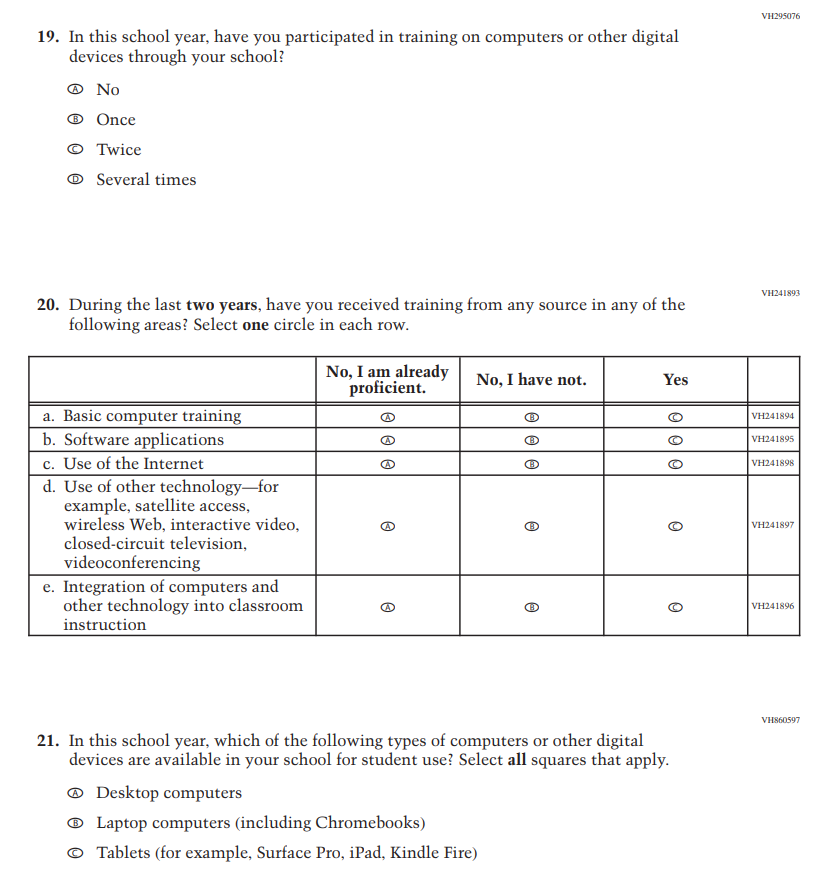 VH295076
19. In this school year, have you participated in training on computers or other digital
devices through your school?
A No
B Once
C Twice
D Several times
VH241893
20. During the last two years, have you received training from any source in any of the
following areas? Select one circle in each row.
No, I am already
proficient.
No, I have not.
Yes
a. Basic computer training A B C VH241894
b. Software applications A B C VH241895
c. Use of the Internet A B C VH241898
d. Use of other technology—for
example, satellite access,
wireless Web, interactive video, A B C VH241897
closed-circuit television,
videoconferencing
e. Integration of computers and
other technology into classroom A B C VH241896
instruction
VH860597
21. In this school year, which of the following types of computers or other digital
devices are available in your school for student use? Select all squares that apply.
A Desktop computers
B Laptop computers (including Chromebooks)
C Tablets (for example, Surface Pro, iPad, Kindle Fire)